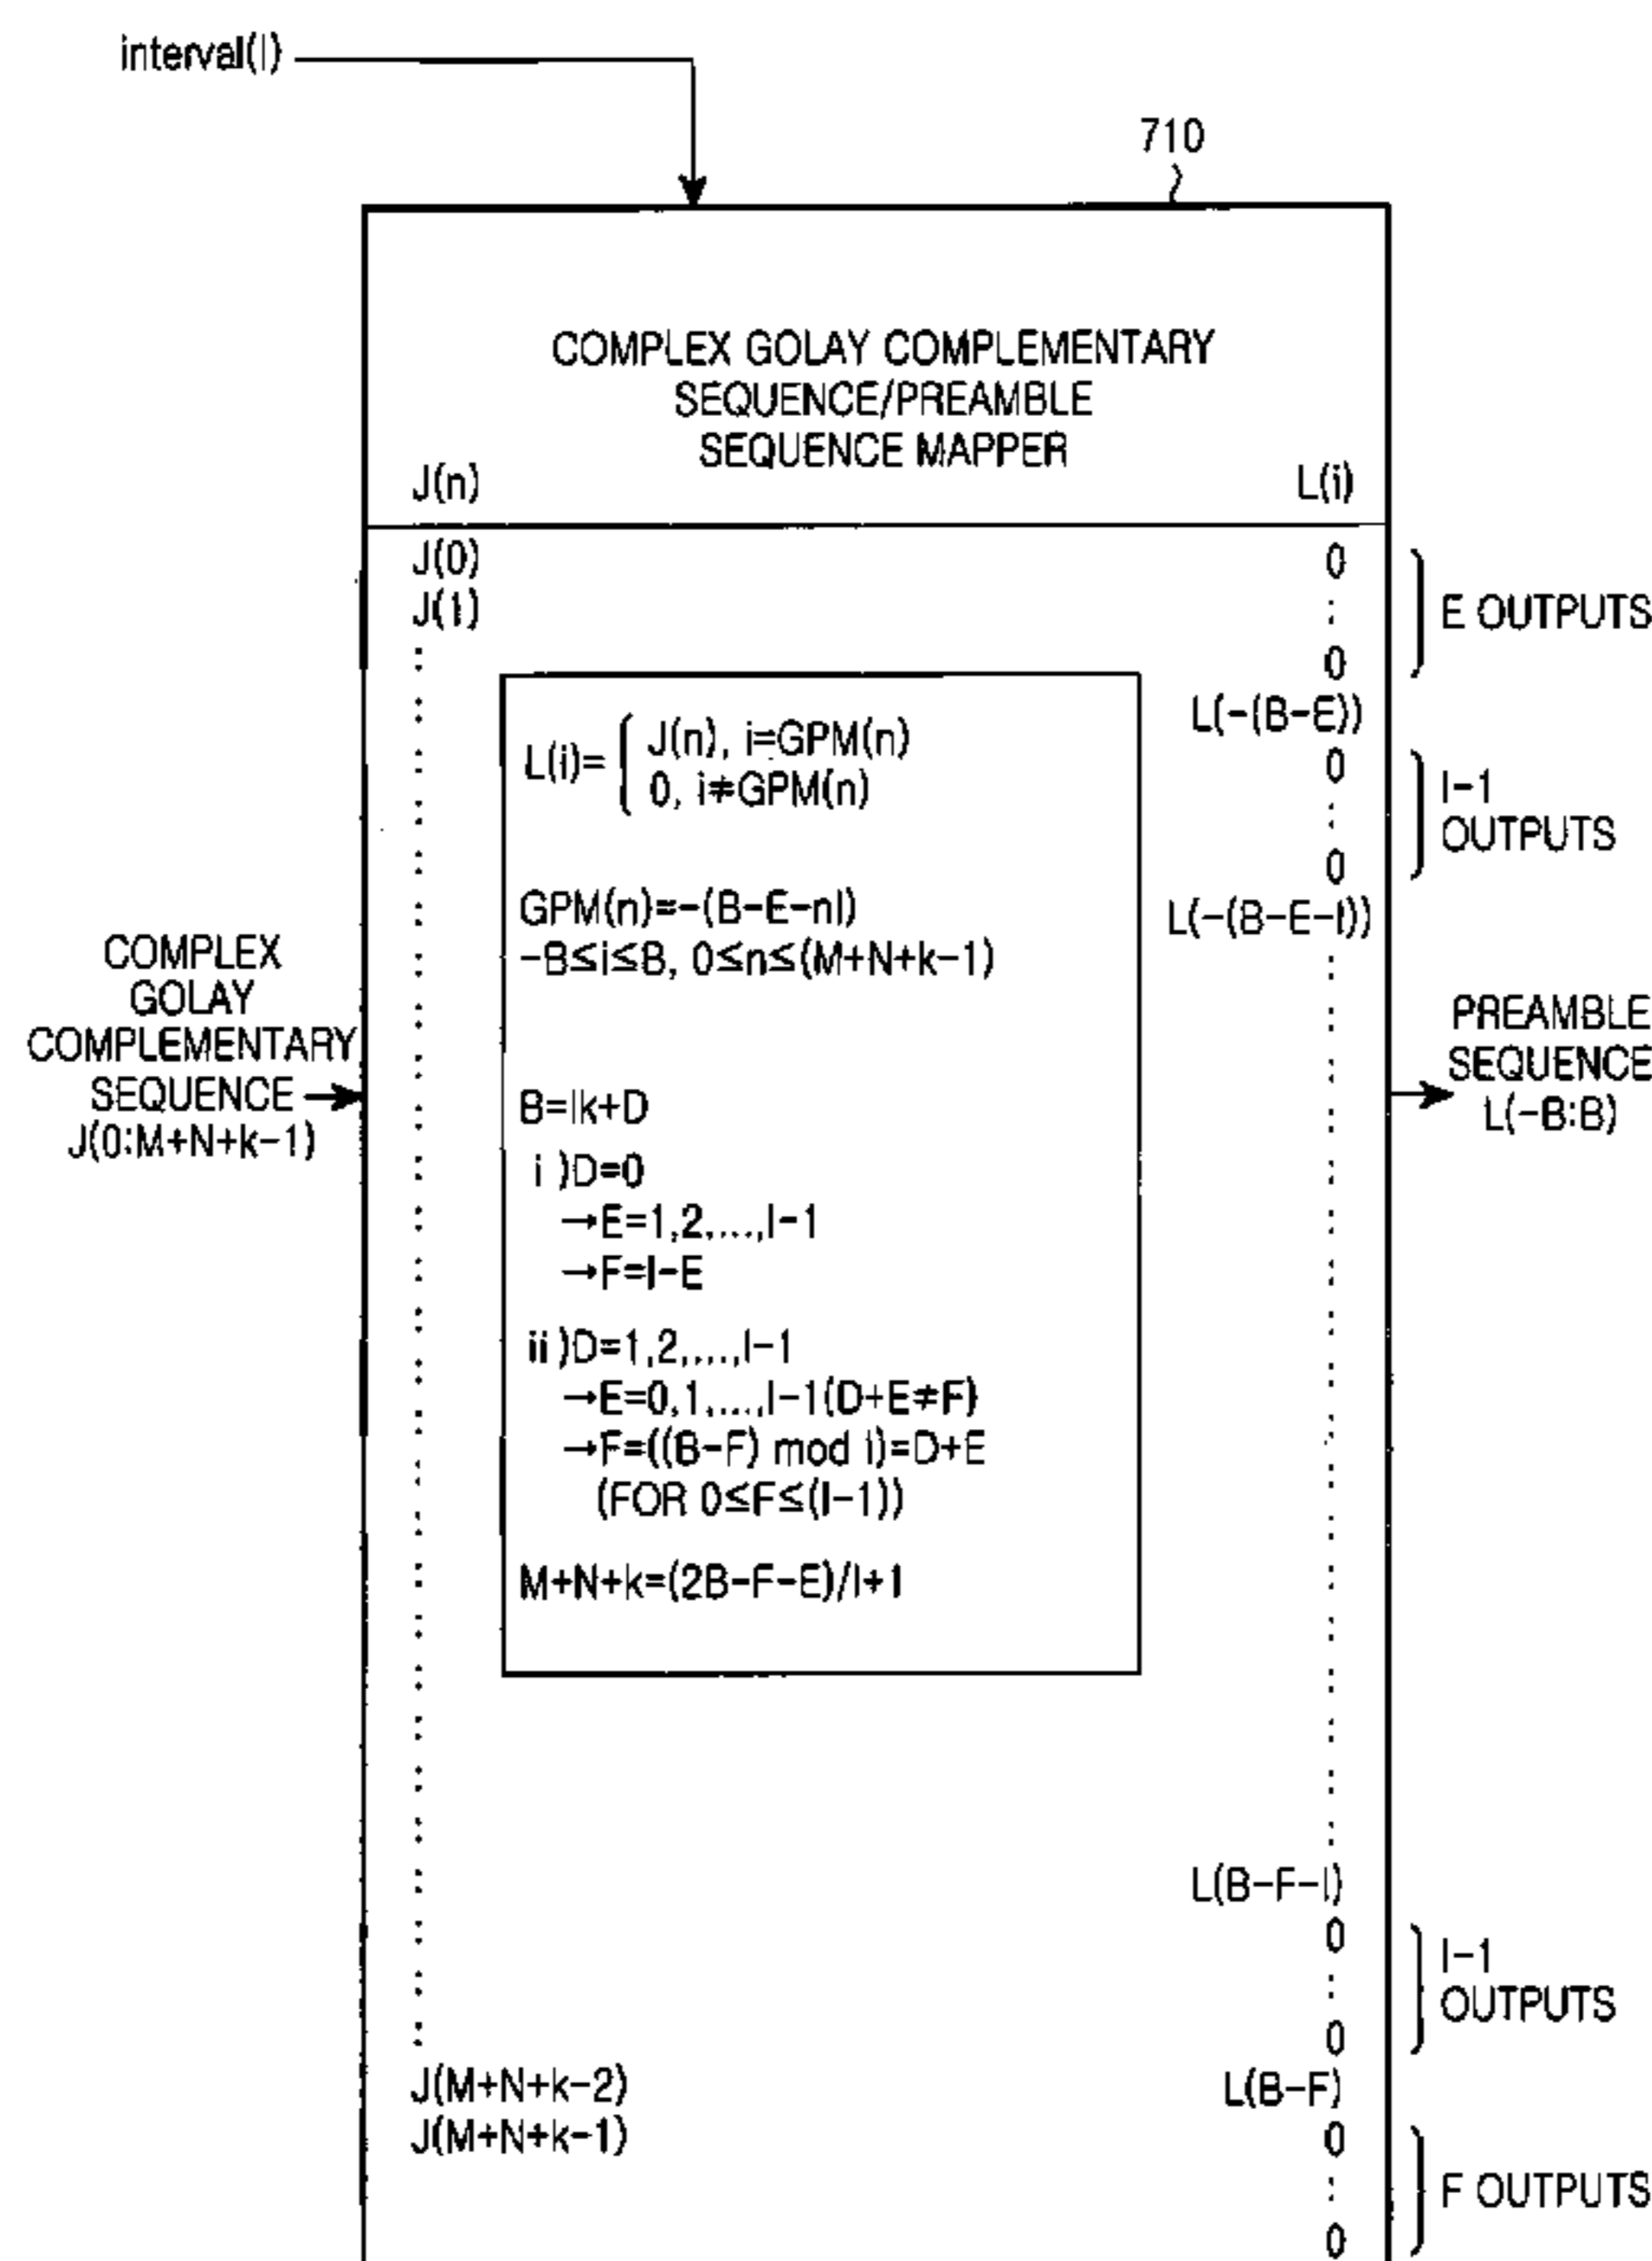 interval(I)
710
COMPLEX GOLAY COMPLEMENTARY
SEQUENCE/PREAMBLE
SEQUENCE MAPPER
J(n)
L(i)
J(0)
J(1)
0
:
0
E OUTPUTS
L(-(B-E))
0
:
0
I-1
OUTPUTS
L(-(B-E-I))
L(i)= { J(n), i=GPM(n)
0, i≠GPM(n)
GPM(n)=-(B-E-nI)
-B≤i≤B, 0≤n≤(M+N+k-1)
B=Ik+D
i )D=0
→E=1,2,...,I-1
→F=I-E
ii )D=1,2,...,I-1
→E=0,1,...,I-1(D+E≠F)
→F=((B-F) mod I)=D+E
(FOR 0≤F≤(I-1))
M+N+k=(2B-F-E)/I+1
COMPLEX
GOLAY
COMPLEMENTARY
SEQUENCE
J(0:M+N+k-1)
PREAMBLE
SEQUENCE
L(-B:B)
L(B-F-I)
0
:
0
I-1
OUTPUTS
J(M+N+k-2)
L(B-F)
J(M+N+k-1)
0
:
0
F OUTPUTS